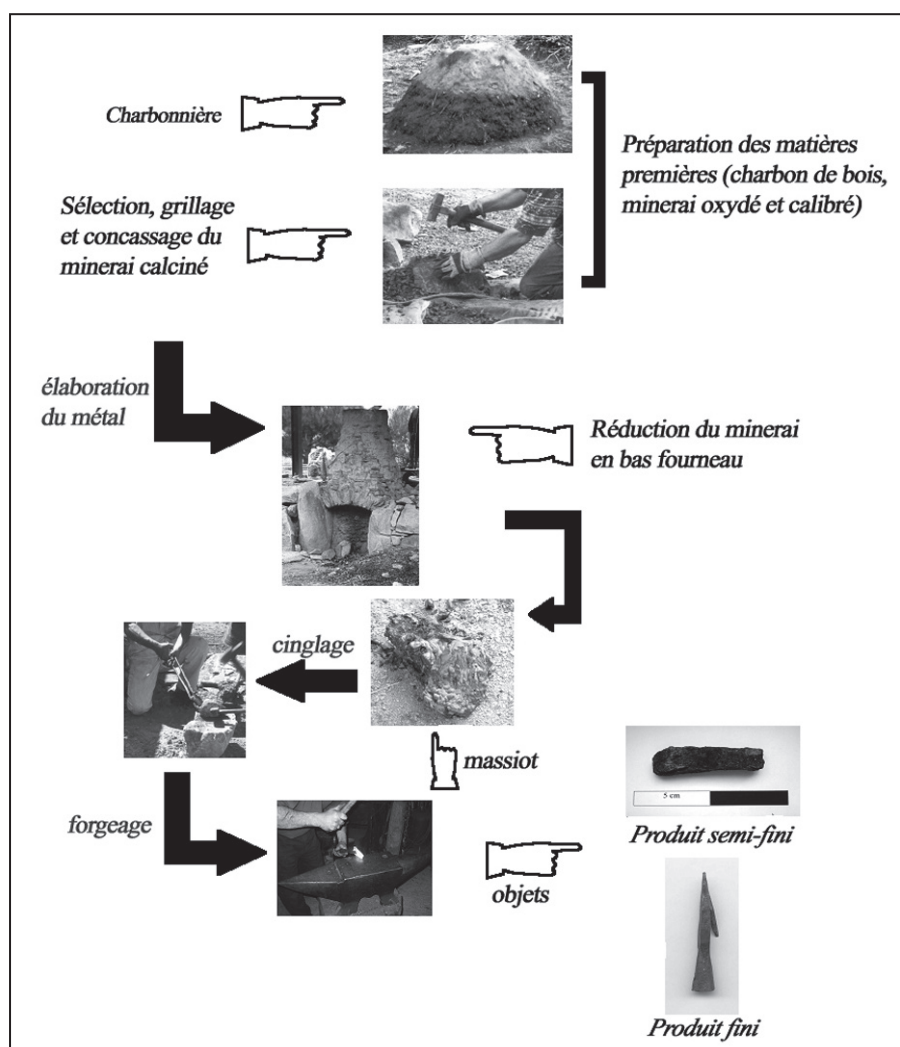 Charbonnière
Préparation des matières
premières (charbon de bois,
minerai oxydé et calibré)
Sélection, grillage
et concassage du
minerai calciné
élaboration
du métal
Réduction du minerai
en bas fourneau
cinglage
massiot
forgeage
5 cm
Produit semi-fini
objets
Produit fini